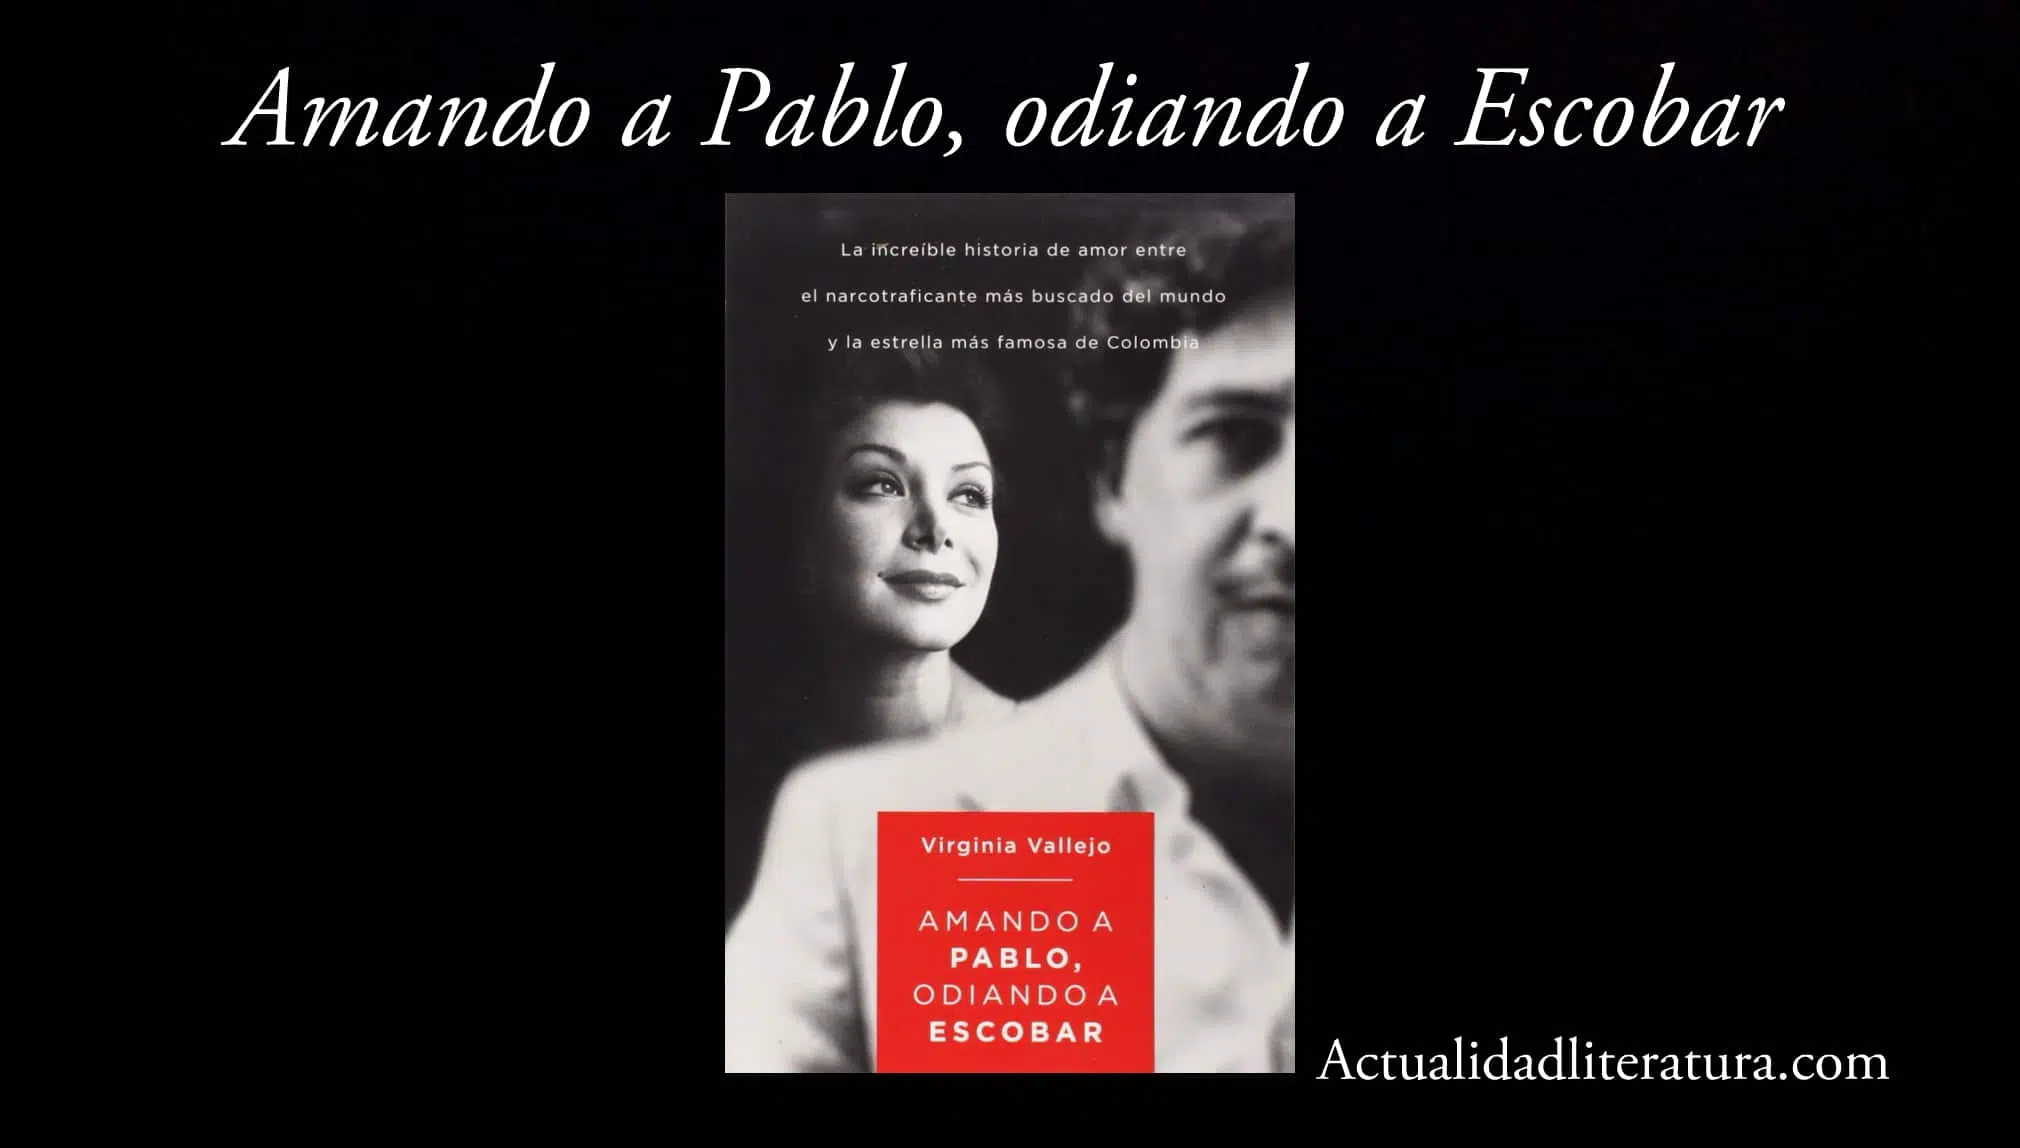 Amando a Pablo, odiando a Escobar
La increíble historia de amor entre
el narcotraficante más buscado del mundo
y la estrella más famosa de Colombia
Virginia Vallejo
AMANDO A
PABLO,
ODIANDO A
ESCOBAR
Actualidadliteratura.com